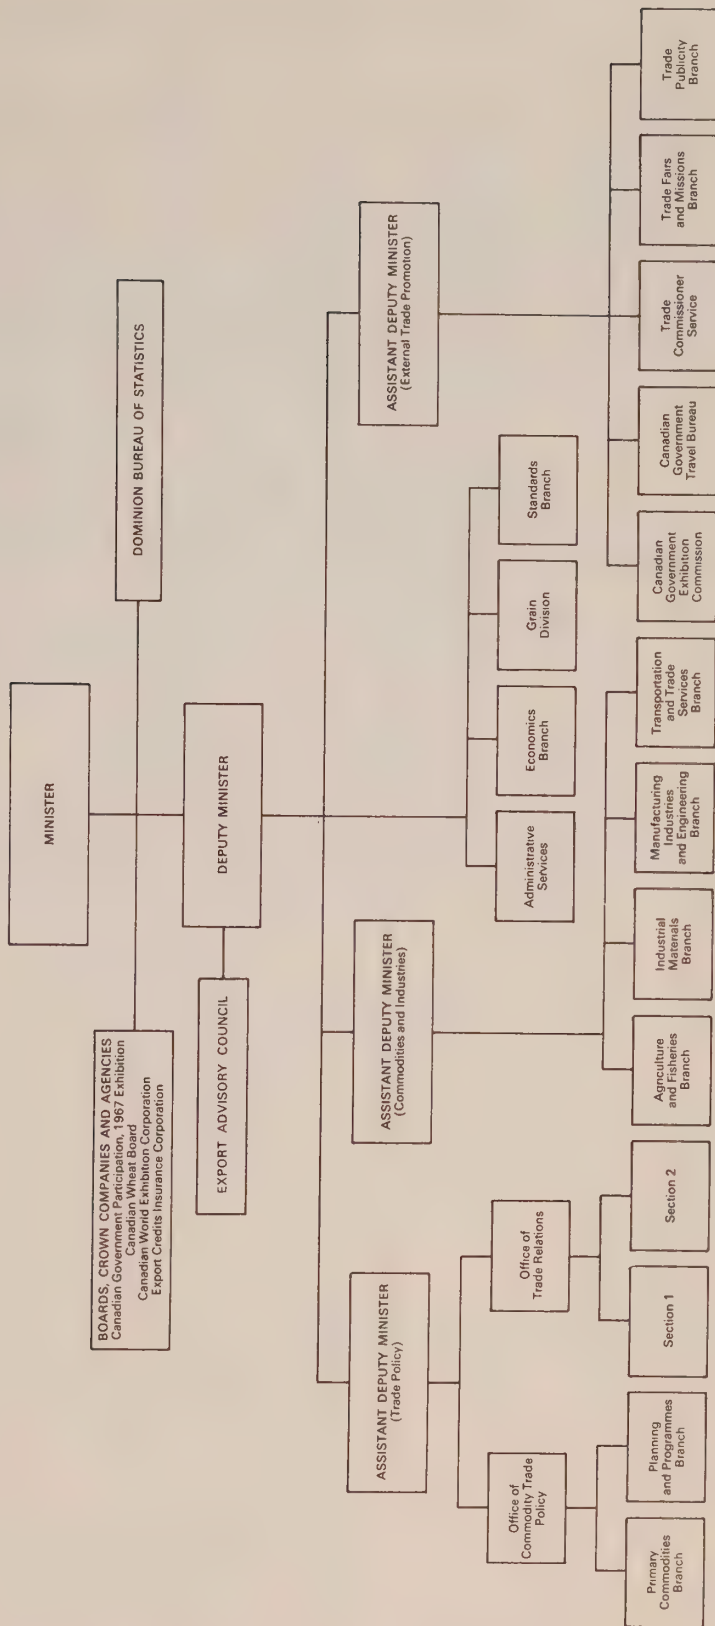 MINISTER
BOARDS, CROWN COMPANIES AND AGENCIES
Canadian Government Participation, 1967 Exhibition
Canadian Wheat Board
Canadian World Exhibition Corporation
Export Credits Insurance Corporation
DOMINION BUREAU OF STATISTICS
EXPORT ADVISORY COUNCIL
DEPUTY MINISTER
ASSISTANT DEPUTY MINISTER
(Trade Policy)
ASSISTANT DEPUTY MINISTER
(Commodities and Industries)
ASSISTANT DEPUTY MINISTER
(External Trade Promotion)
Office of
Commodity Trade
Policy
Office of
Trade Relations
Administrative
Services
Economics
Branch
Grain
Division
Standards
Branch
Primary
Commodities
Branch
Planning
and Programmes
Branch
Section 1
Section 2
Agriculture
and Fisheries
Branch
Industrial
Materials
Branch
Manufacturing
Industries
and Engineering
Branch
Transportation
and Trade
Services
Branch
Canadian
Government
Exhibition
Commission
Canadian
Government
Travel Bureau
Trade
Commissioner
Service
Trade Fairs
and Missions
Branch
Trade
Publicity
Branch